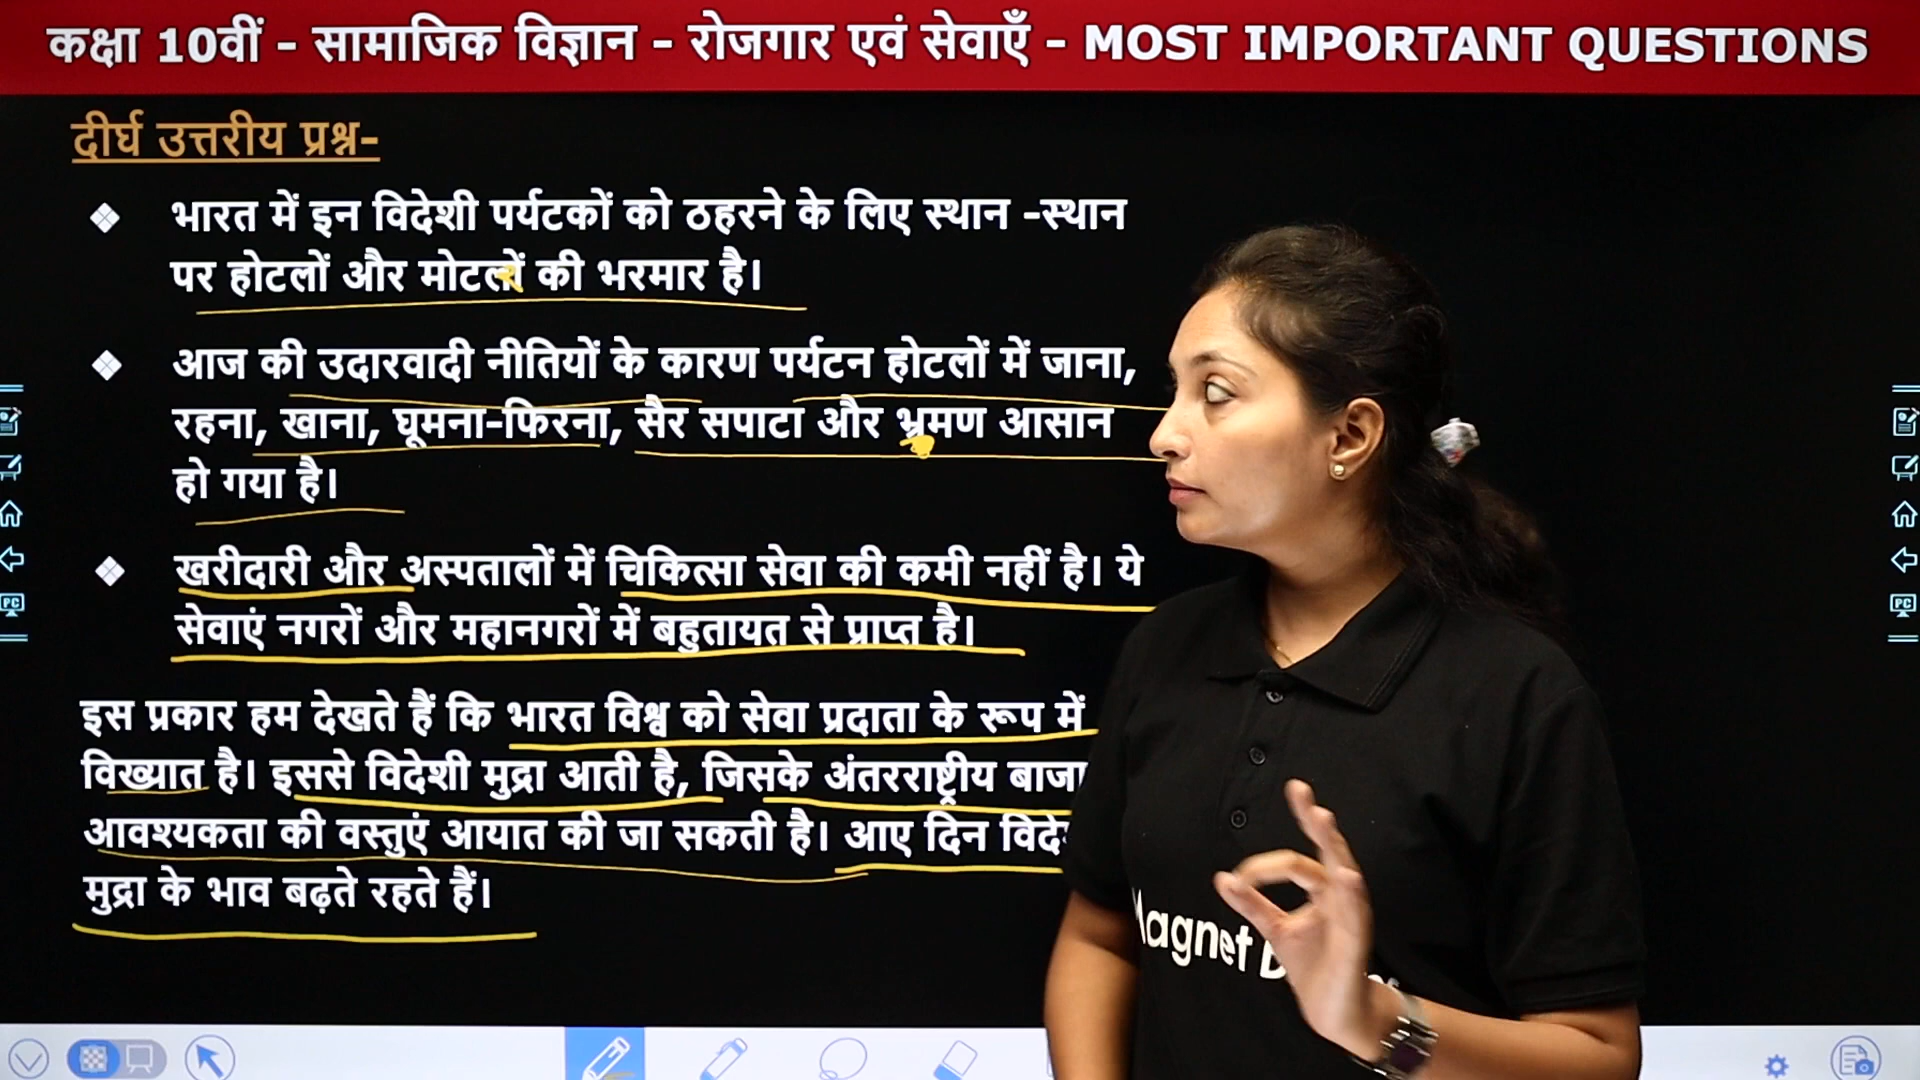 कक्षा 10वीं - सामाजिक विज्ञान - रोजगार एवं सेवाएँ - MOST IMPORTANT QUESTIONS
दीर्घ उत्तरीय प्रश्न-
❖ भारत में इन विदेशी पर्यटकों को ठहरने के लिए स्थान -स्थान
पर होटलों और मोटलों की भरमार है।
❖ आज की उदारवादी नीतियों के कारण पर्यटन होटलों में जाना,
रहना, खाना, घूमना-फिरना, सैर सपाटा और भ्रमण आसान
हो गया है।
❖ खरीदारी और अस्पतालों में चिकित्सा सेवा की कमी नहीं है। ये
सेवाएं नगरों और महानगरों में बहुतायत से प्राप्त है।
इस प्रकार हम देखते हैं कि भारत विश्व को सेवा प्रदाता के रूप में
विख्यात है। इससे विदेशी मुद्रा आती है, जिसके अंतरराष्ट्रीय
आवश्यकता की वस्तुएं आयात की जा सकती है। आए दिन
मुद्रा के भाव बढ़ते रहते हैं।
PC
PC